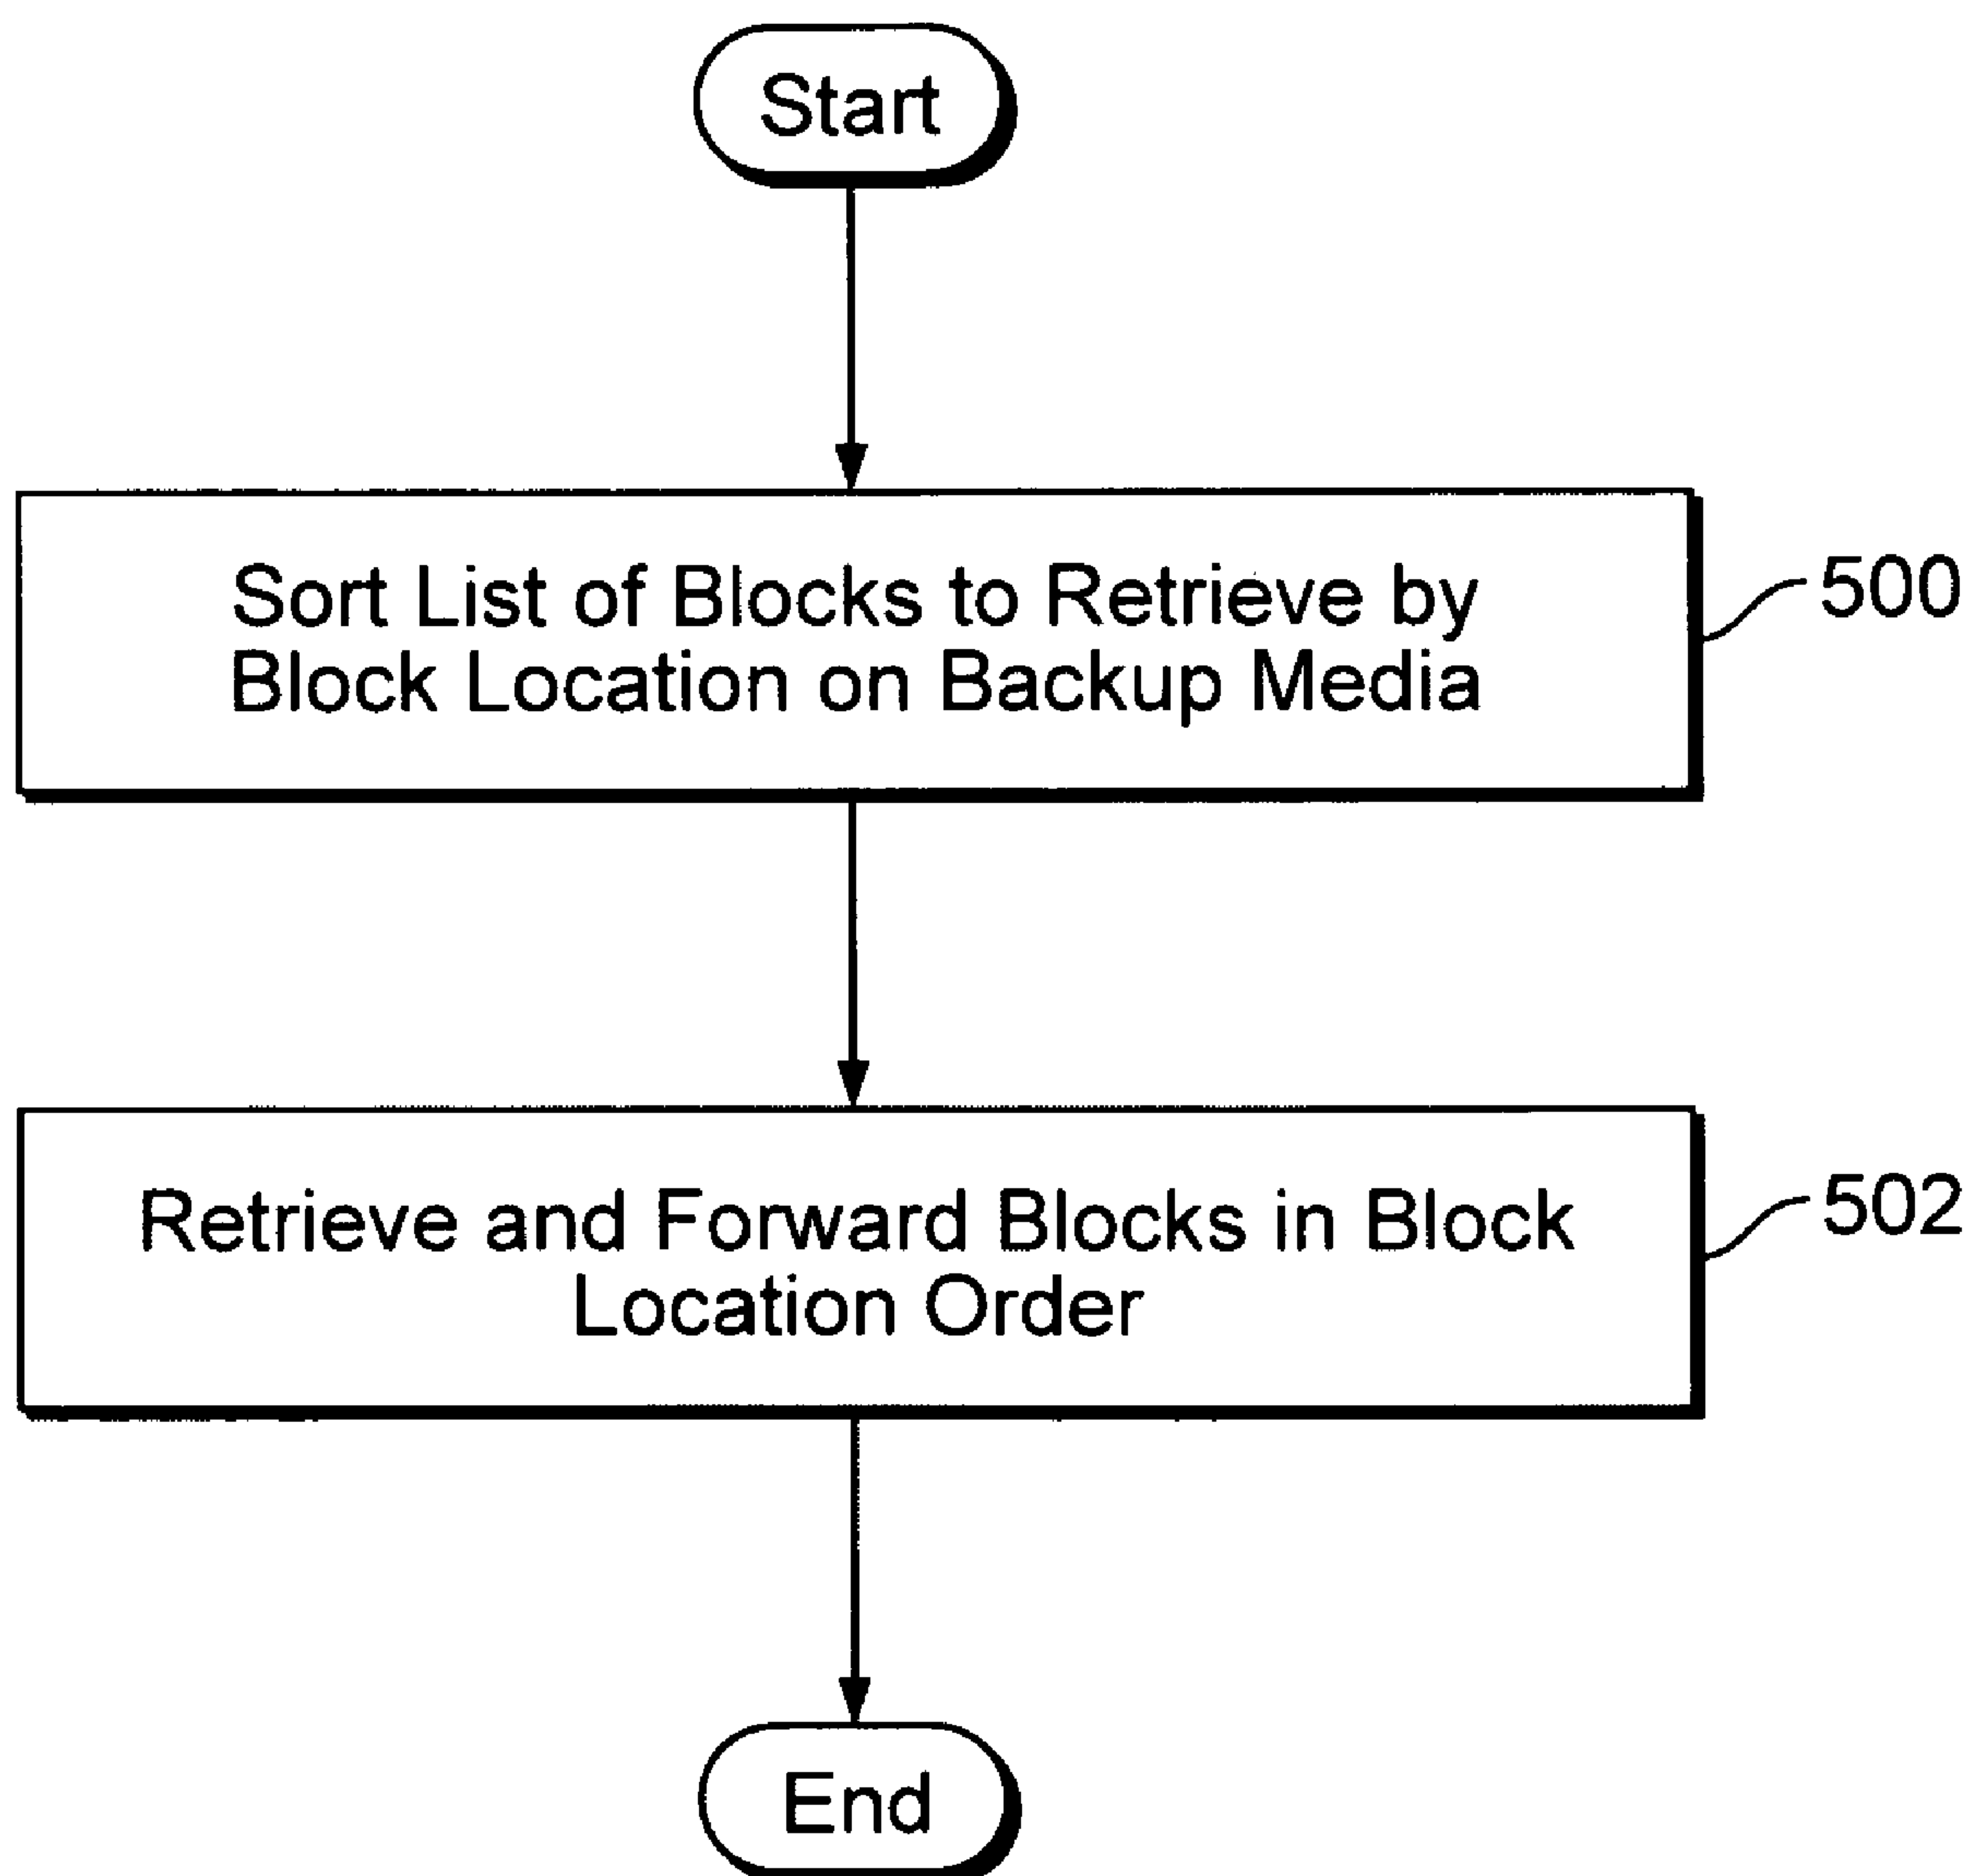 Start
Sort List of Blocks to Retrieve by
Block Location on Backup Media
500
Retrieve and Forward Blocks in Block
Location Order
502
End